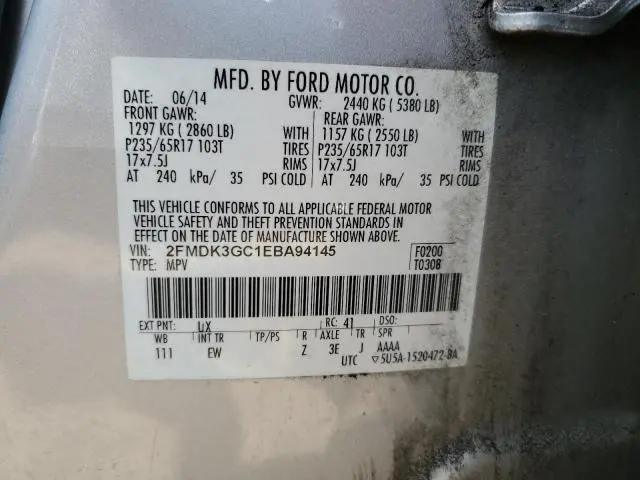 MFD. BY FORD MOTOR CO.
DATE: 06/14 GVWR: 2440 KG ( 5380 LB)
FRONT GAWR: REAR GAWR:
1297 KG ( 2860 LB) WITH 1157 KG ( 2550 LB) WITH
P235/65R17 103T TIRES P235/65R17 103T TIRES
17x7.5J RIMS 17x7.5J RIMS
AT 240 kPa/ 35 PSI COLD AT 240 kPa/ 35 PSI COLD
THIS VEHICLE CONFORMS TO ALL APPLICABLE FEDERAL MOTOR
VEHICLE SAFETY AND THEFT PREVENTION STANDARDS IN
EFFECT ON THE DATE OF MANUFACTURE SHOWN ABOVE.
VIN: 2FMDK3GC1EBA94145 F0200
TYPE: MPV T0308
EXT PNT: UX RC: 41 DSO:
WB INT TR TP/PS R AXLE TR SPR
111 EW Z 3E J AAAA
UTC ▽5U5A-1520472-BA